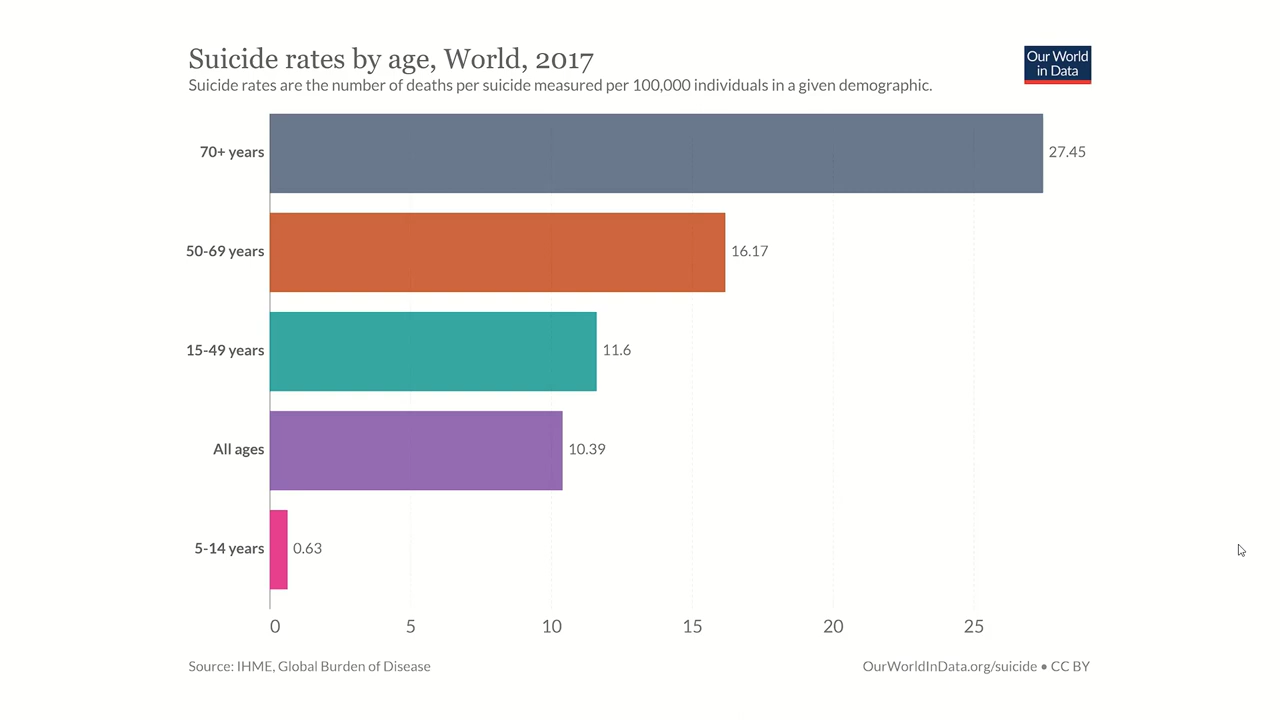 Suicide rates by age, World, 2017
Suicide rates are the number of deaths per suicide measured per 100,000 individuals in a given demographic.
Our World
in Data
70+ years
27.45
50-69 years
16.17
15-49 years
11.6
All ages
10.39
5-14 years
0.63
0 5 10 15 20 25
Source: IHME, Global Burden of Disease
OurWorldInData.org/suicide • CC BY